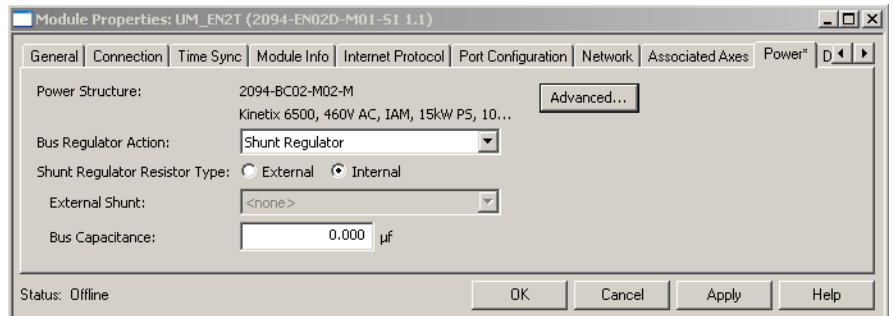 Module Properties: UM_EN2T (2094-EN02D-M01-S1 1.1)
General Connection Time Sync Module Info Internet Protocol Port Configuration Network Associated Axes Power* D
Power Structure: 2094-BC02-M02-M Advanced...
Kinetix 6500, 460V AC, IAM, 15kW PS, 10...
Bus Regulator Action: Shunt Regulator
Shunt Regulator Resistor Type: External Internal
External Shunt: <none>
Bus Capacitance: 0.000 µf
Status: Offline OK Cancel Apply Help